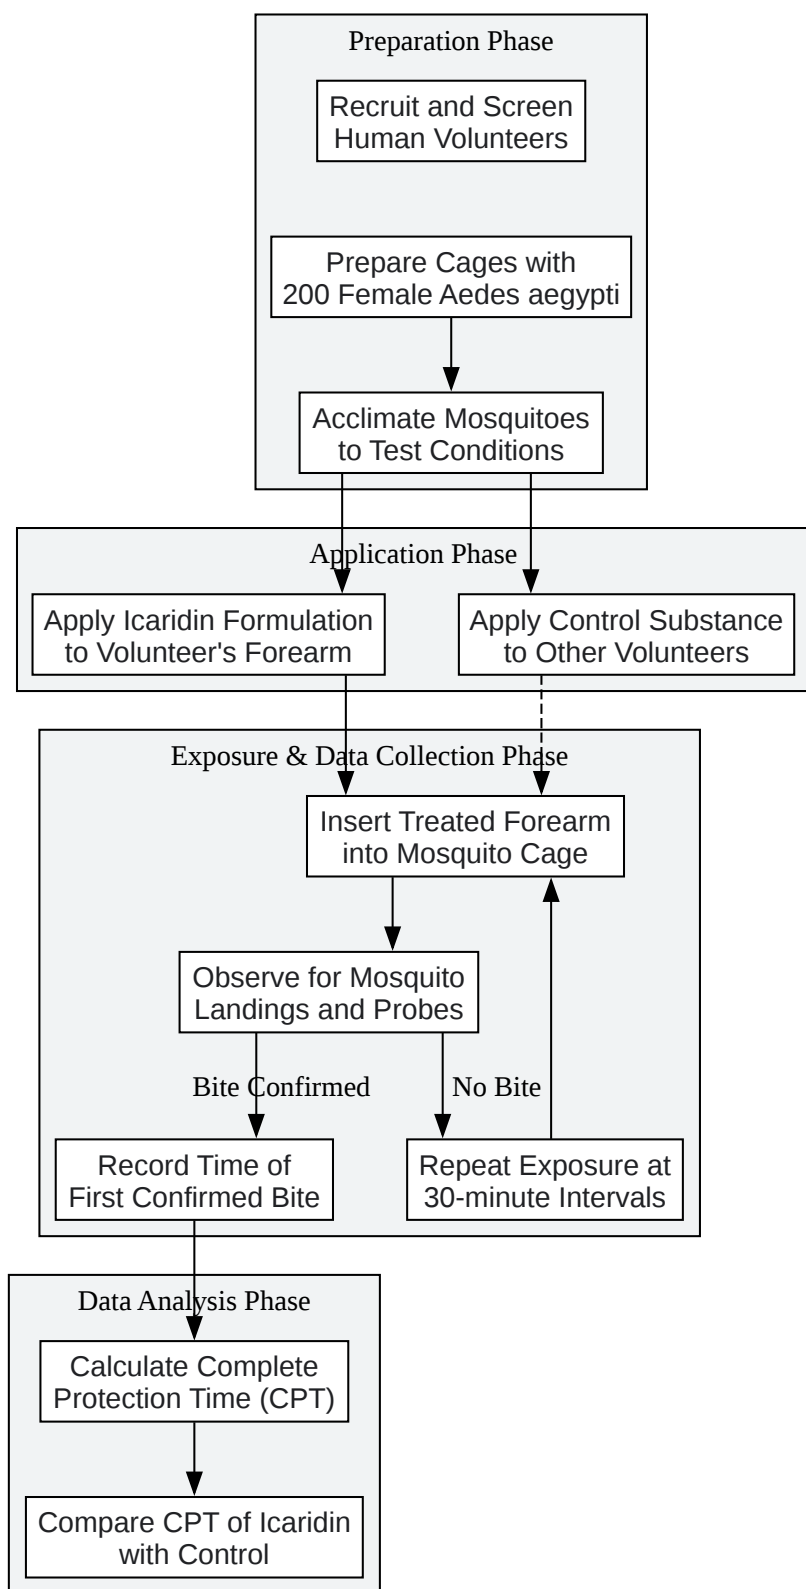 Preparation Phase
Recruit and Screen
Human Volunteers
Prepare Cages with
200 Female Aedes aegypti
Acclimate Mosquitoes
to Test Conditions
Application Phase
Apply Icaridin Formulation
to Volunteer's Forearm
Apply Control Substance
to Other Volunteers
Exposure & Data Collection Phase
Insert Treated Forearm
into Mosquito Cage
Observe for Mosquito
Landings and Probes
Bite Confirmed
No Bite
Record Time of
First Confirmed Bite
Repeat Exposure at
30-minute Intervals
Data Analysis Phase
Calculate Complete
Protection Time (CPT)
Compare CPT of Icaridin
with Control